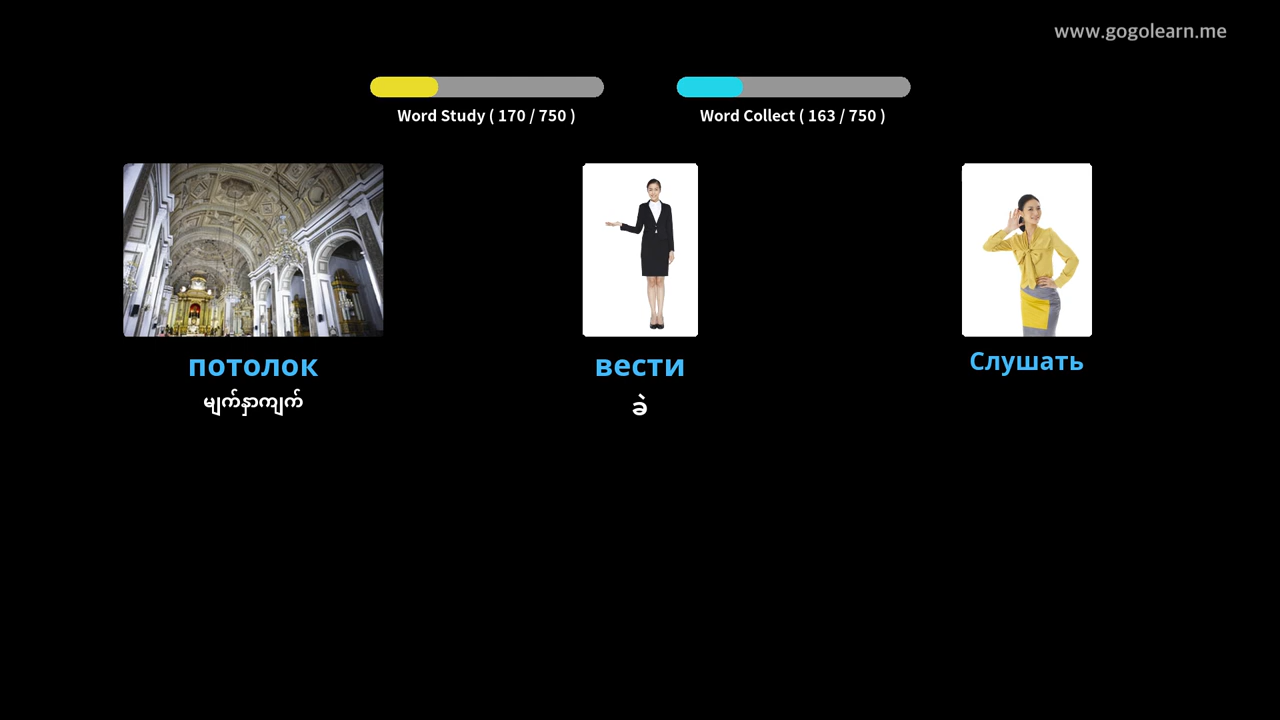 www.gogolearn.me
Word Study ( 170 / 750 )
Word Collect ( 163 / 750 )
потолок
вести
Слушать
မျက်နှာကျက်
ခဲ